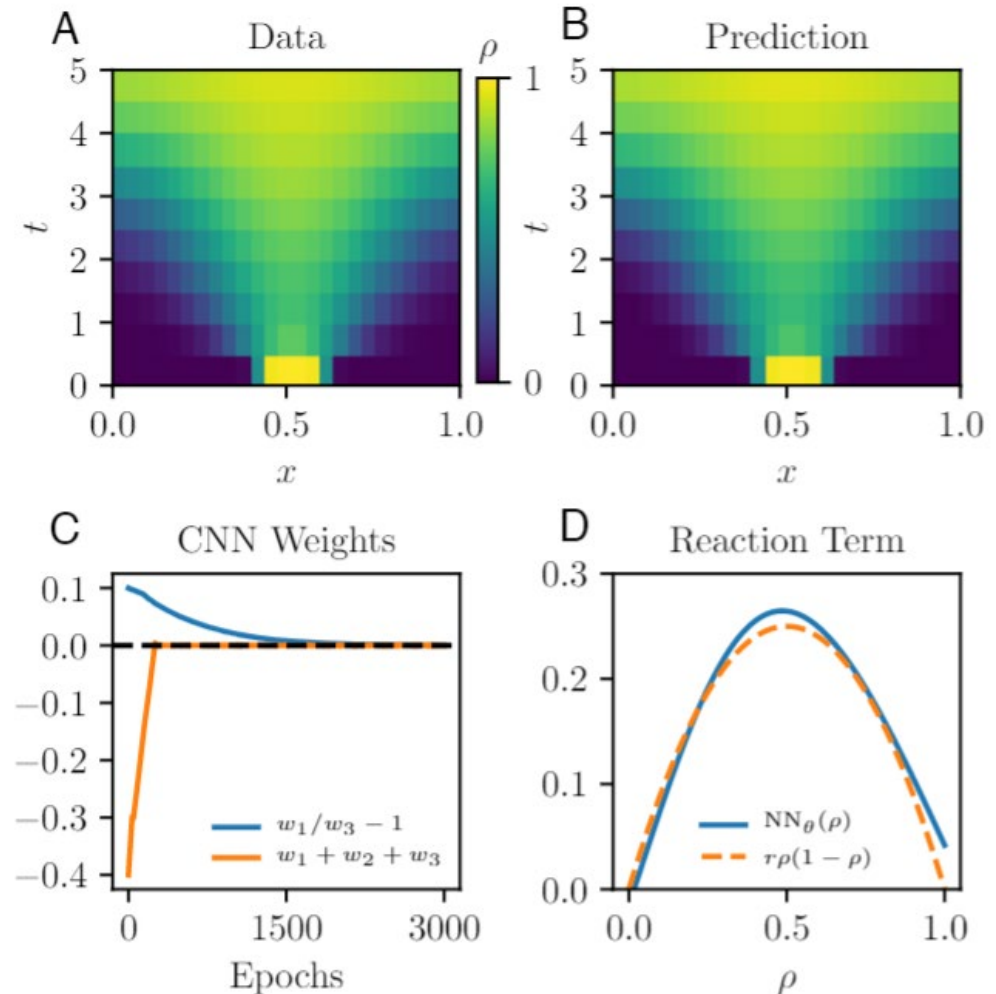 A
Data
ρ
B
Prediction
5
4
3
2
1
0
t
0.0
0.5
1.0
x
1
0
5
4
3
2
1
0
t
0.0
0.5
1.0
x
C
CNN Weights
0.1
0.0
−0.1
−0.2
−0.3
−0.4
w₁/w₃ − 1
w₁ + w₂ + w₃
0
1500
3000
Epochs
D
Reaction Term
0.3
0.2
0.1
0.0
NN_θ(ρ)
rρ(1 − ρ)
0.0
0.5
1.0
ρ